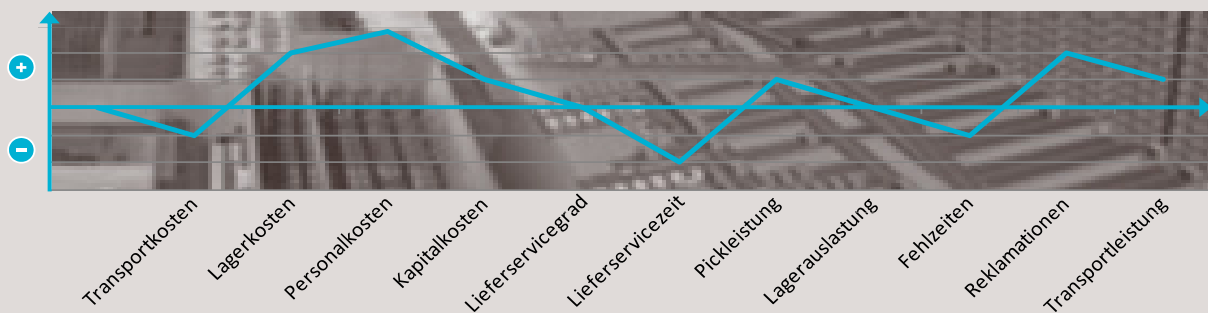 +
-
Transportkosten
Lagerkosten
Personalkosten
Kapitalkosten
Lieferservicegrad
Lieferservicezeit
Pickleistung
Lagerauslastung
Fehlzeiten
Reklamationen
Transportleistung